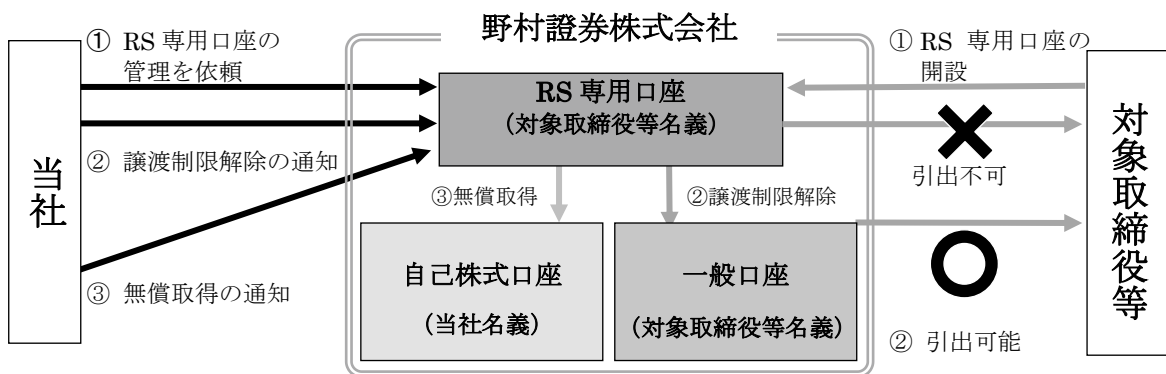 野村證券株式会社
当社
① RS 専用口座の
管理を依頼
② 譲渡制限解除の通知
③ 無償取得の通知
RS 専用口座
(対象取締役等名義)
③無償取得
②譲渡制限解除
自己株式口座
(当社名義)
一般口座
(対象取締役等名義)
① RS 専用口座の
開設
引出不可
② 引出可能
対象取締役等